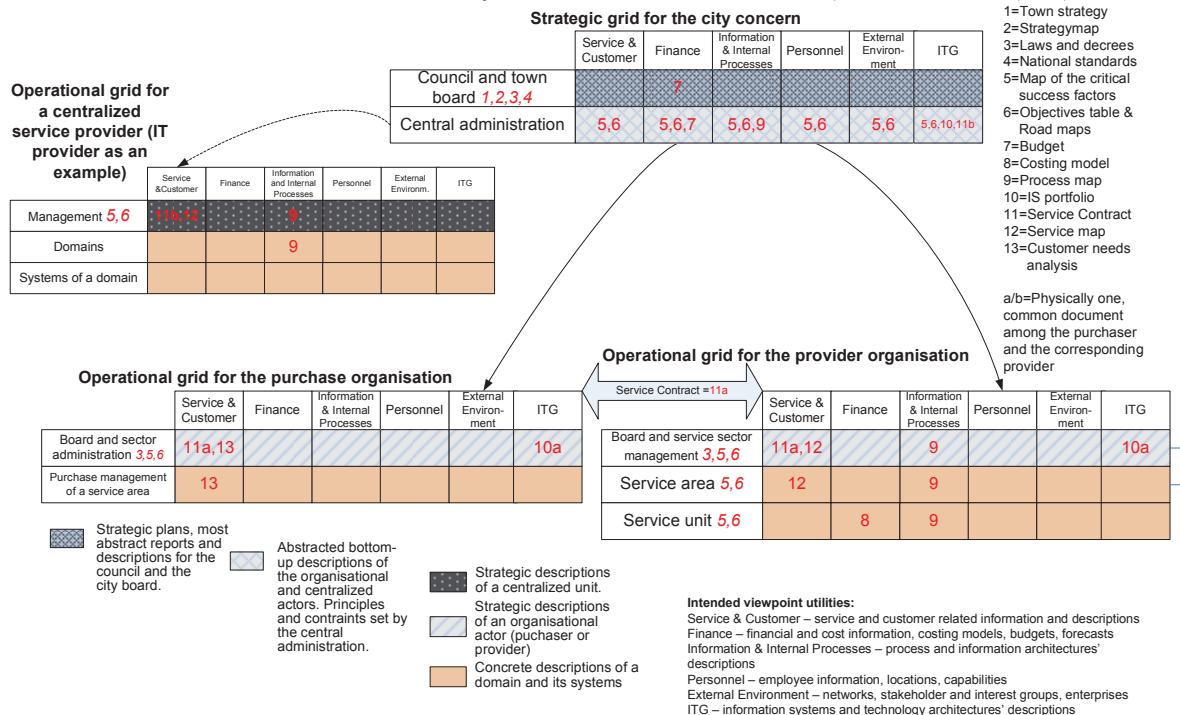 Strategic grid for the city concern
Service & Customer
Finance
Information & Internal Processes
Personnel
External Environ-ment
ITG
Council and town board 1,2,3,4
7
Central administration
5,6
5,6,7
5,6,9
5,6
5,6
5,6,10,11b
1=Town strategy
2=Strategymap
3=Laws and decrees
4=National standards
5=Map of the critical
success factors
6=Objectives table &
Road maps
7=Budget
8=Costing model
9=Process map
10=IS portfolio
11=Service Contract
12=Service map
13=Customer needs
analysis
a/b=Physically one,
common document
among the purchaser
and the corresponding
provider
Operational grid for
a centralized
service provider (IT
provider as an
example)
Service &Customer
Finance
Information and Internal Processes
Personnel
External Environm.
ITG
Management 5,6
11b,12
9
Domains
9
Systems of a domain
Operational grid for the purchase organisation
Service & Customer
Finance
Information & Internal Processes
Personnel
External Environ-ment
ITG
Board and sector administration 3,5,6
11a,13
10a
Purchase management of a service area
13
Service Contract =11a
Operational grid for the provider organisation
Service & Customer
Finance
Information & Internal Processes
Personnel
External Environ-ment
ITG
Board and service sector management 3,5,6
11a,12
9
10a
Service area 5,6
12
9
Service unit 5,6
8
9
Strategic plans, most
abstract reports and
descriptions for the
council and the
city board.
Abstracted bottom-
up descriptions of
the organisational
and centralized
actors. Principles
and contraints set by
the central
administration.
Strategic descriptions
of a centralized unit.
Strategic descriptions
of an organisational
actor (puchaser or
provider)
Concrete descriptions of a
domain and its systems
Intended viewpoint utilities:
Service & Customer – service and customer related information and descriptions
Finance – financial and cost information, costing models, budgets, forecasts
Information & Internal Processes – process and information architectures'
descriptions
Personnel – employee information, locations, capabilities
External Environment – networks, stakeholder and interest groups, enterprises
ITG – information systems and technology architectures' descriptions